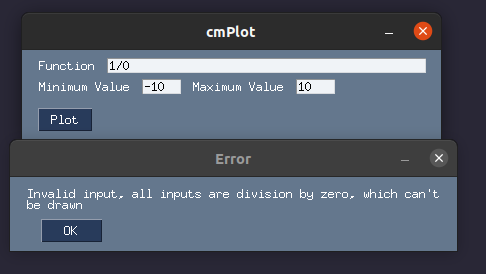 cmPlot
Function 1/0
Minimum Value -10 Maximum Value 10
Plot
Error
Invalid input, all inputs are division by zero, which can't
be drawn
OK